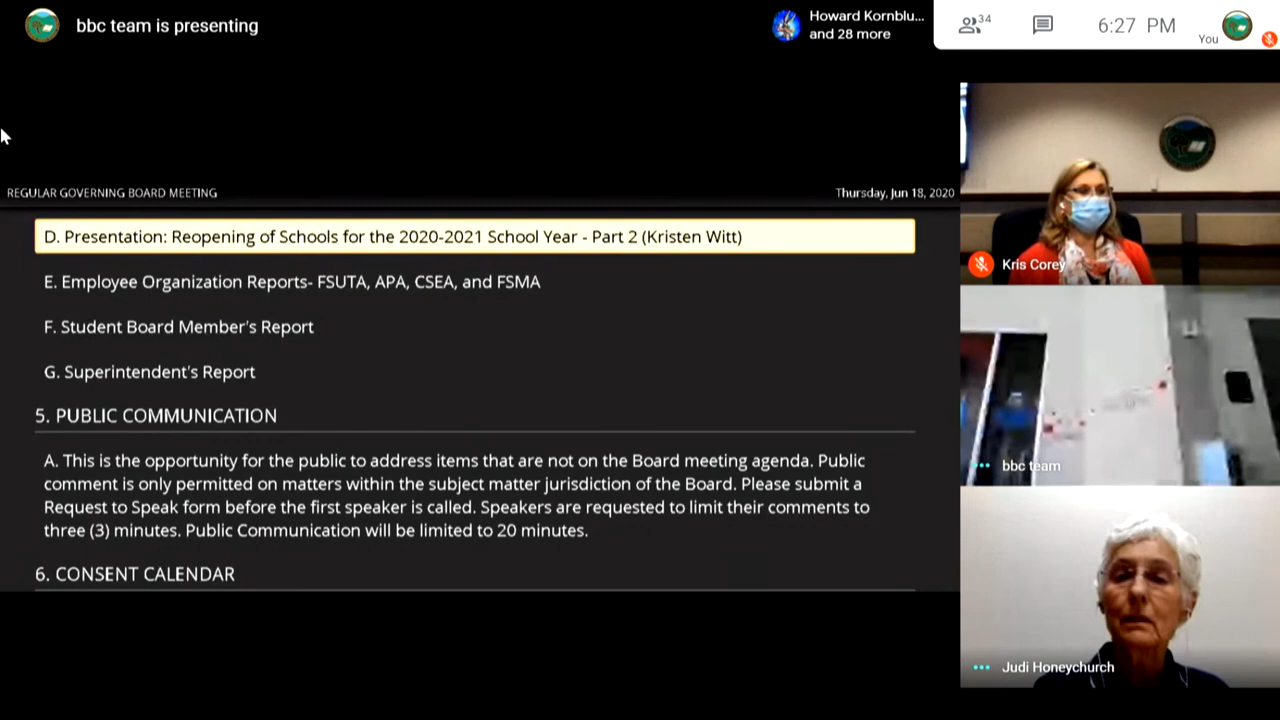 bbc team is presenting
Howard Kornblu...
and 28 more
34
6:27 PM
You
REGULAR GOVERNING BOARD MEETING
Thursday, Jun 18, 2020
D. Presentation: Reopening of Schools for the 2020-2021 School Year - Part 2 (Kristen Witt)
E. Employee Organization Reports- FSUTA, APA, CSEA, and FSMA
F. Student Board Member's Report
G. Superintendent's Report
5. PUBLIC COMMUNICATION
A. This is the opportunity for the public to address items that are not on the Board meeting agenda. Public
comment is only permitted on matters within the subject matter jurisdiction of the Board. Please submit a
Request to Speak form before the first speaker is called. Speakers are requested to limit their comments to
three (3) minutes. Public Communication will be limited to 20 minutes.
6. CONSENT CALENDAR
Kris Corey
bbc team
Judi Honeychurch